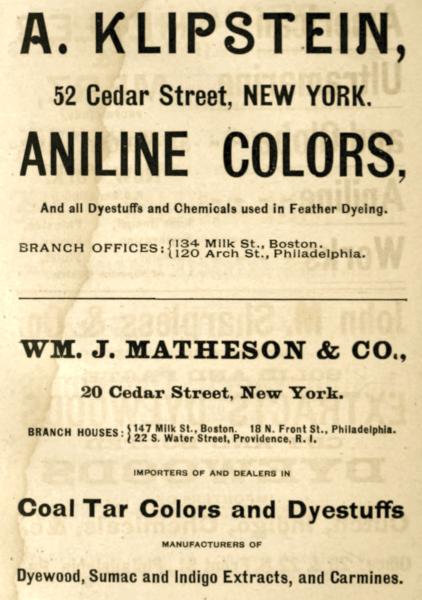 A. KLIPSTEIN,
52 Cedar Street, NEW YORK.
ANILINE COLORS,
And all Dyestuffs and Chemicals used in Feather Dyeing.
BRANCH OFFICES: {134 Milk St., Boston.
{120 Arch St., Philadelphia.
WM. J. MATHESON & CO.,
20 Cedar Street, New York.
BRANCH HOUSES: {147 Milk St., Boston. 18 N. Front St., Philadelphia.
{22 S. Water Street, Providence, R. I.
IMPORTERS OF AND DEALERS IN
Coal Tar Colors and Dyestuffs
MANUFACTURERS OF
Dyewood, Sumac and Indigo Extracts, and Carmines.